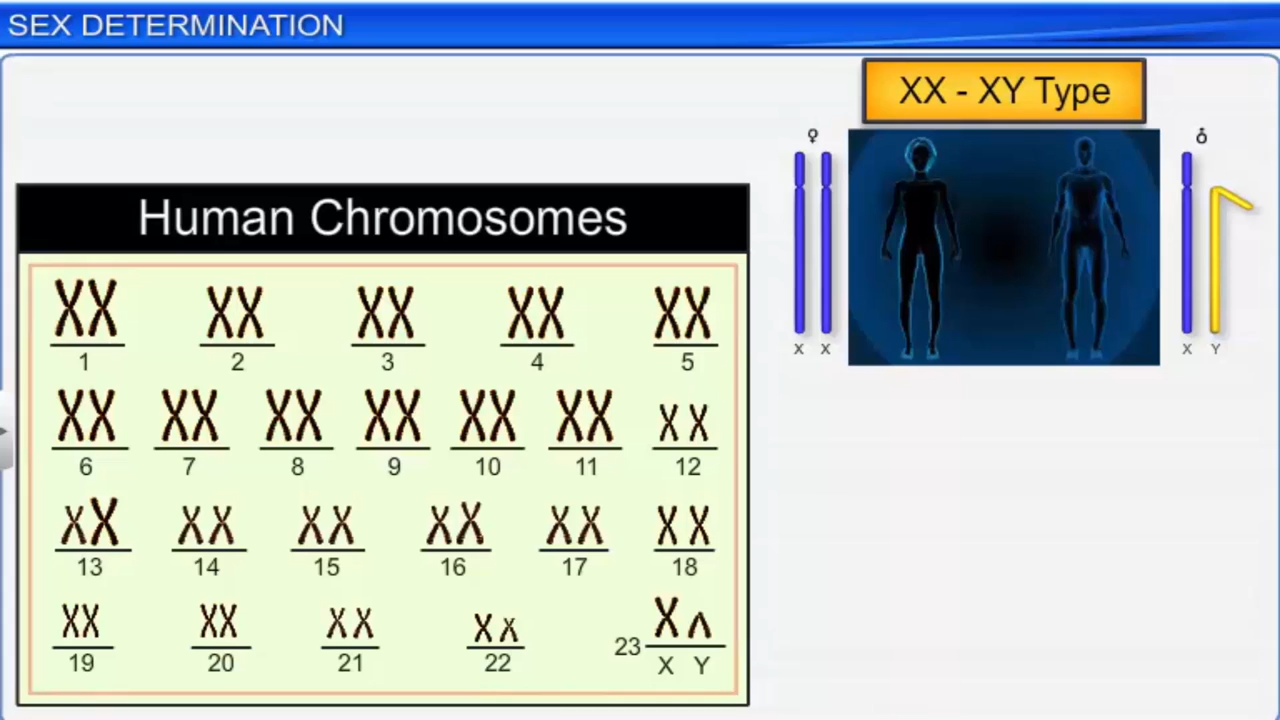 SEX DETERMINATION
XX - XY Type
♀
♂
X X
X Y
Human Chromosomes
1 2 3 4 5
6 7 8 9 10 11 12
13 14 15 16 17 18
19 20 21 22 23
X Y